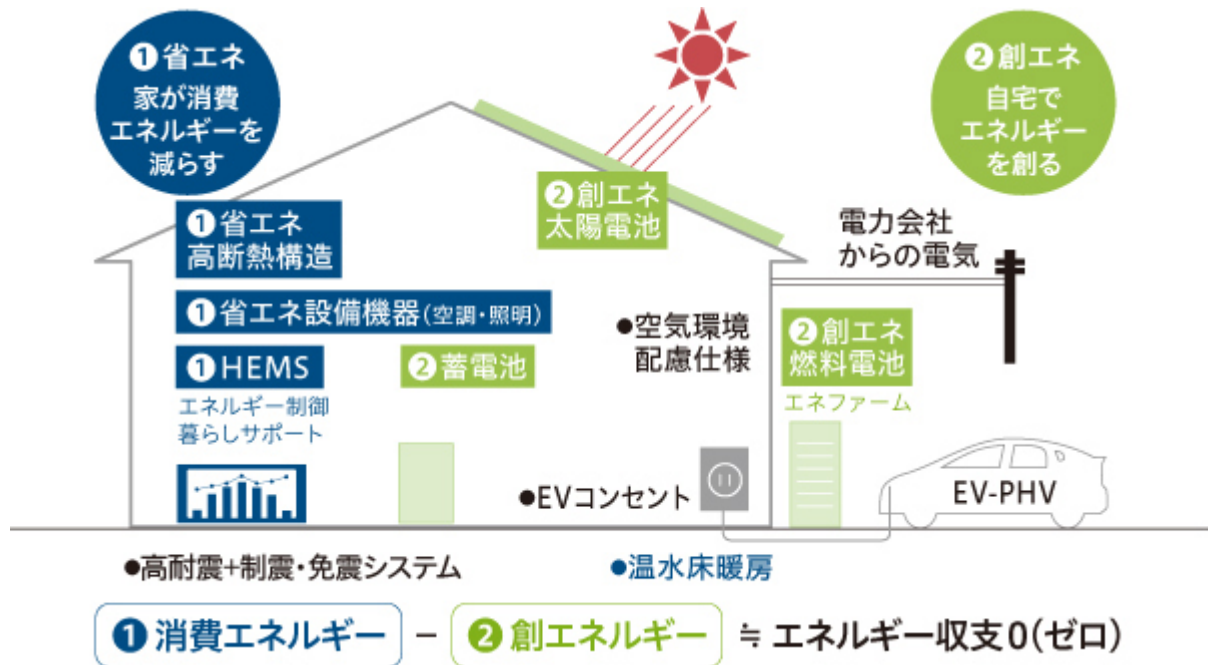 ❶省エネ
家が消費
エネルギーを
減らす
❷創エネ
自宅で
エネルギー
を創る
❶省エネ
高断熱構造
❷創エネ
太陽電池
電力会社
からの電気
❶省エネ設備機器(空調・照明)
●空気環境
配慮仕様
❷創エネ
燃料電池
エネファーム
❶HEMS
エネルギー制御
暮らしサポート
❷蓄電池
●EVコンセント
EV-PHV
●高耐震+制震・免震システム
●温水床暖房
❶消費エネルギー − ❷創エネルギー ≒ エネルギー収支0(ゼロ)